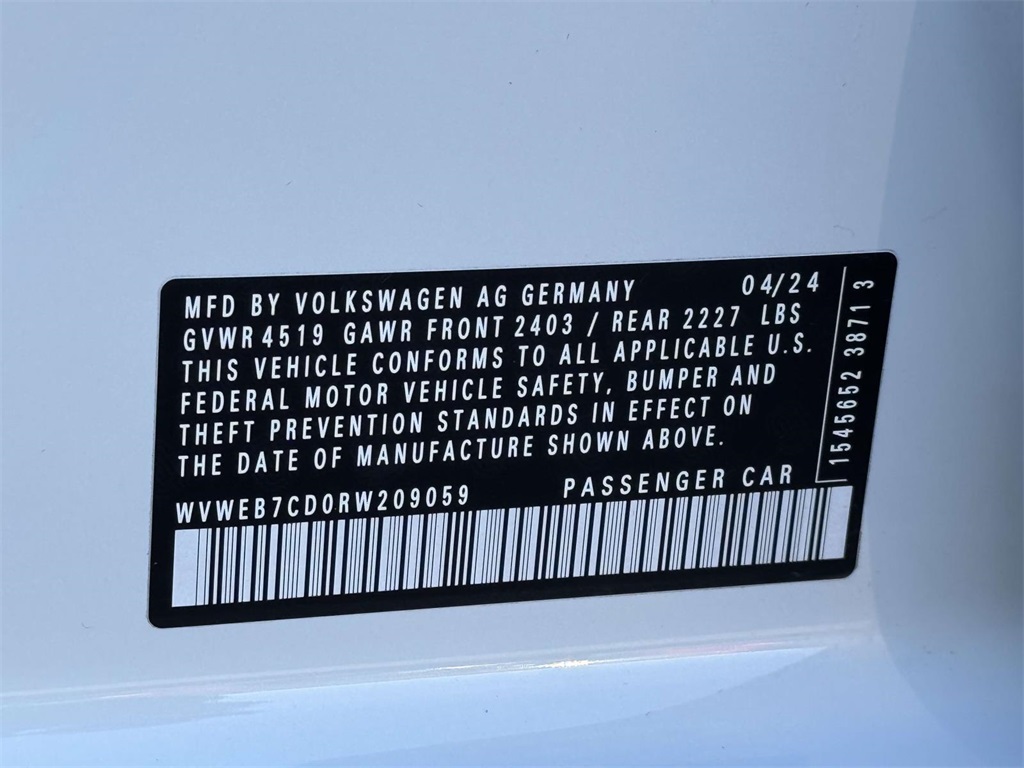 MFD BY VOLKSWAGEN AG GERMANY 04/24
GVWR 4519 GAWR FRONT 2403 / REAR 2227 LBS
THIS VEHICLE CONFORMS TO ALL APPLICABLE U.S.
FEDERAL MOTOR VEHICLE SAFETY, BUMPER AND
THEFT PREVENTION STANDARDS IN EFFECT ON
THE DATE OF MANUFACTURE SHOWN ABOVE.
WVWEB7CD0RW209059 PASSENGER CAR
1545652 3871 3